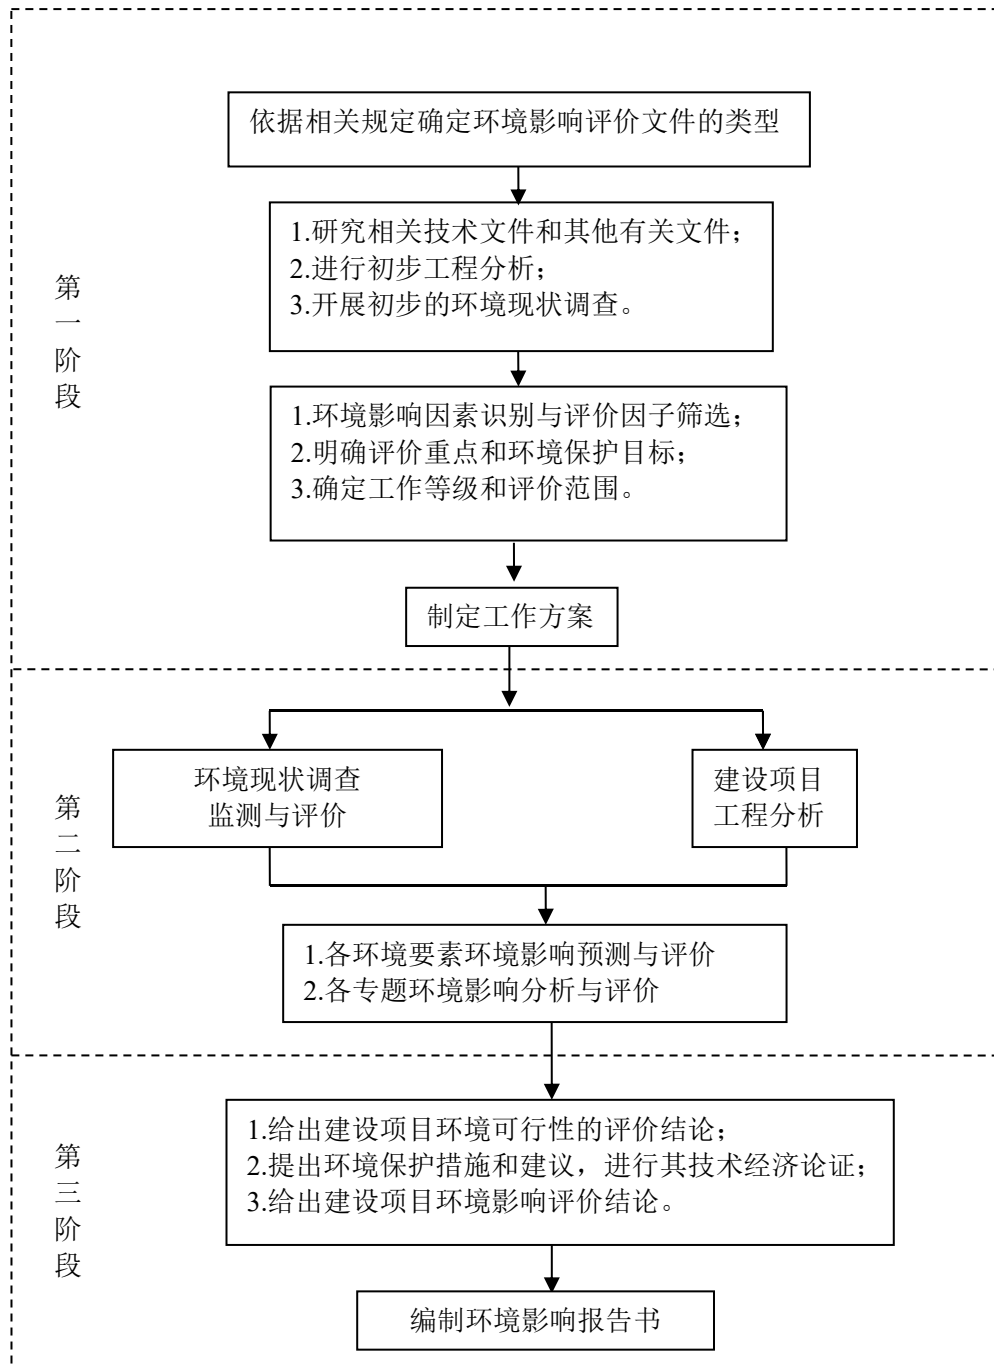 依据相关规定确定环境影响评价文件的类型
第一阶段
1.研究相关技术文件和其他有关文件；
2.进行初步工程分析；
3.开展初步的环境现状调查。
1.环境影响因素识别与评价因子筛选；
2.明确评价重点和环境保护目标；
3.确定工作等级和评价范围。
制定工作方案
第二阶段
环境现状调查
监测与评价
建设项目
工程分析
1.各环境要素环境影响预测与评价
2.各专题环境影响分析与评价
第三阶段
1.给出建设项目环境可行性的评价结论；
2.提出环境保护措施和建议，进行其技术经济论证；
3.给出建设项目环境影响评价结论。
编制环境影响报告书